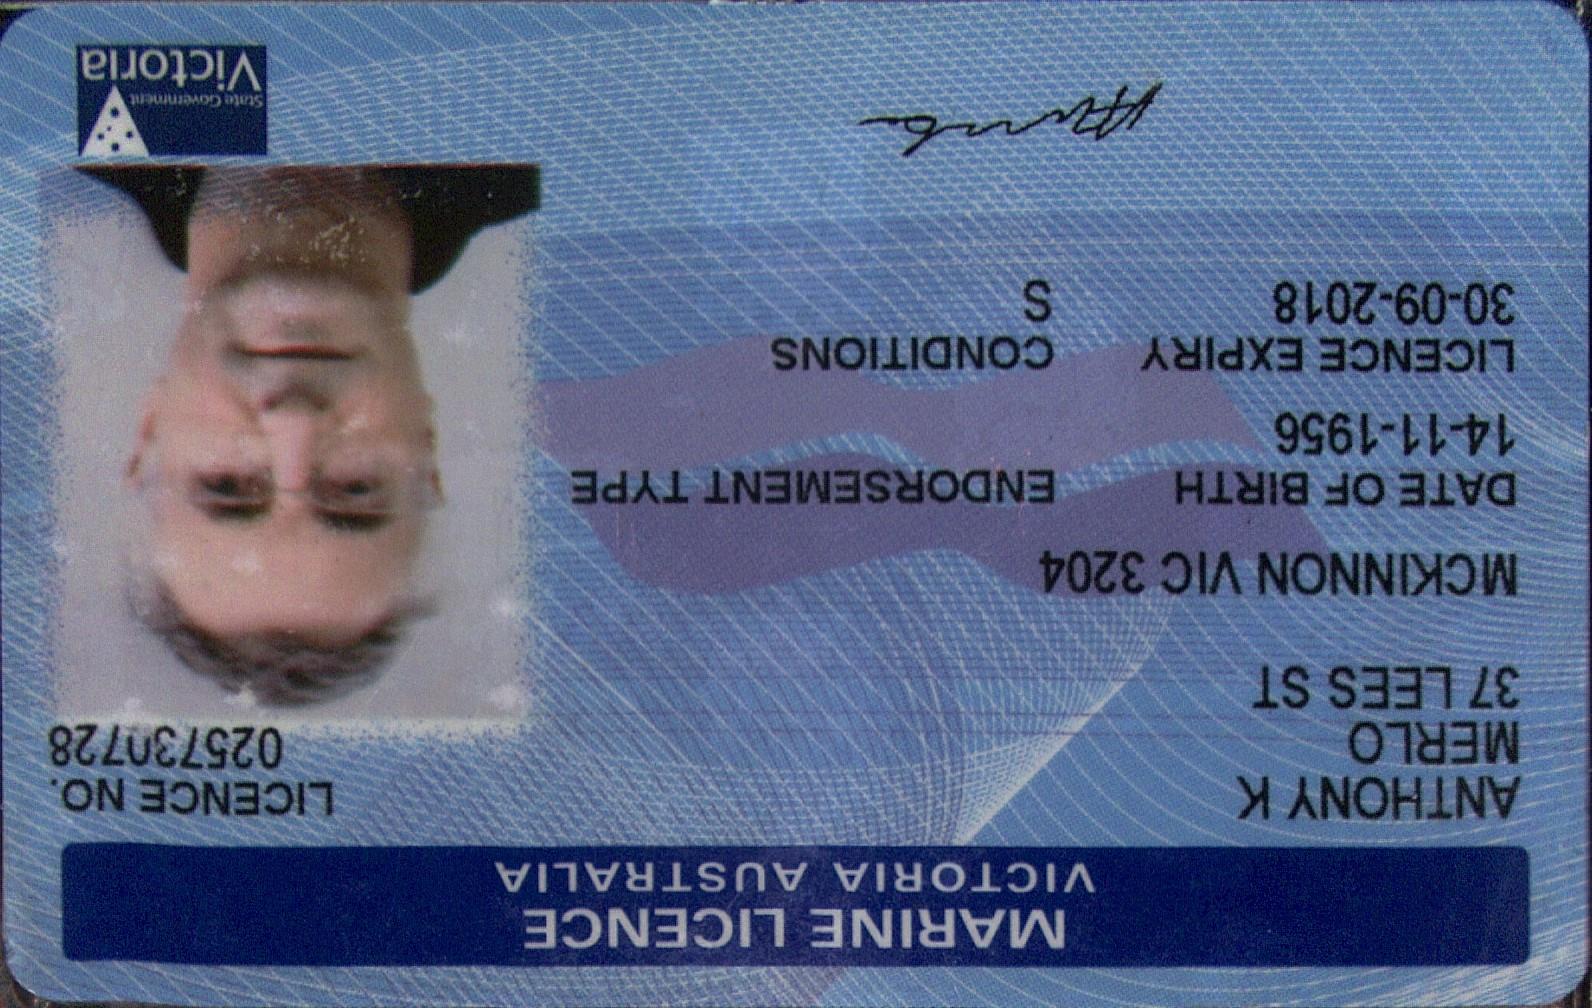 MARINE LICENCE
VICTORIA AUSTRALIA
ANTHONY K
MERLO
37 LEES ST
LICENCE NO.
025730728
MCKINNON VIC 3204
DATE OF BIRTH ENDORSEMENT TYPE
14-11-1956
LICENCE EXPIRY CONDITIONS
30-09-2018 S
State Government
Victoria